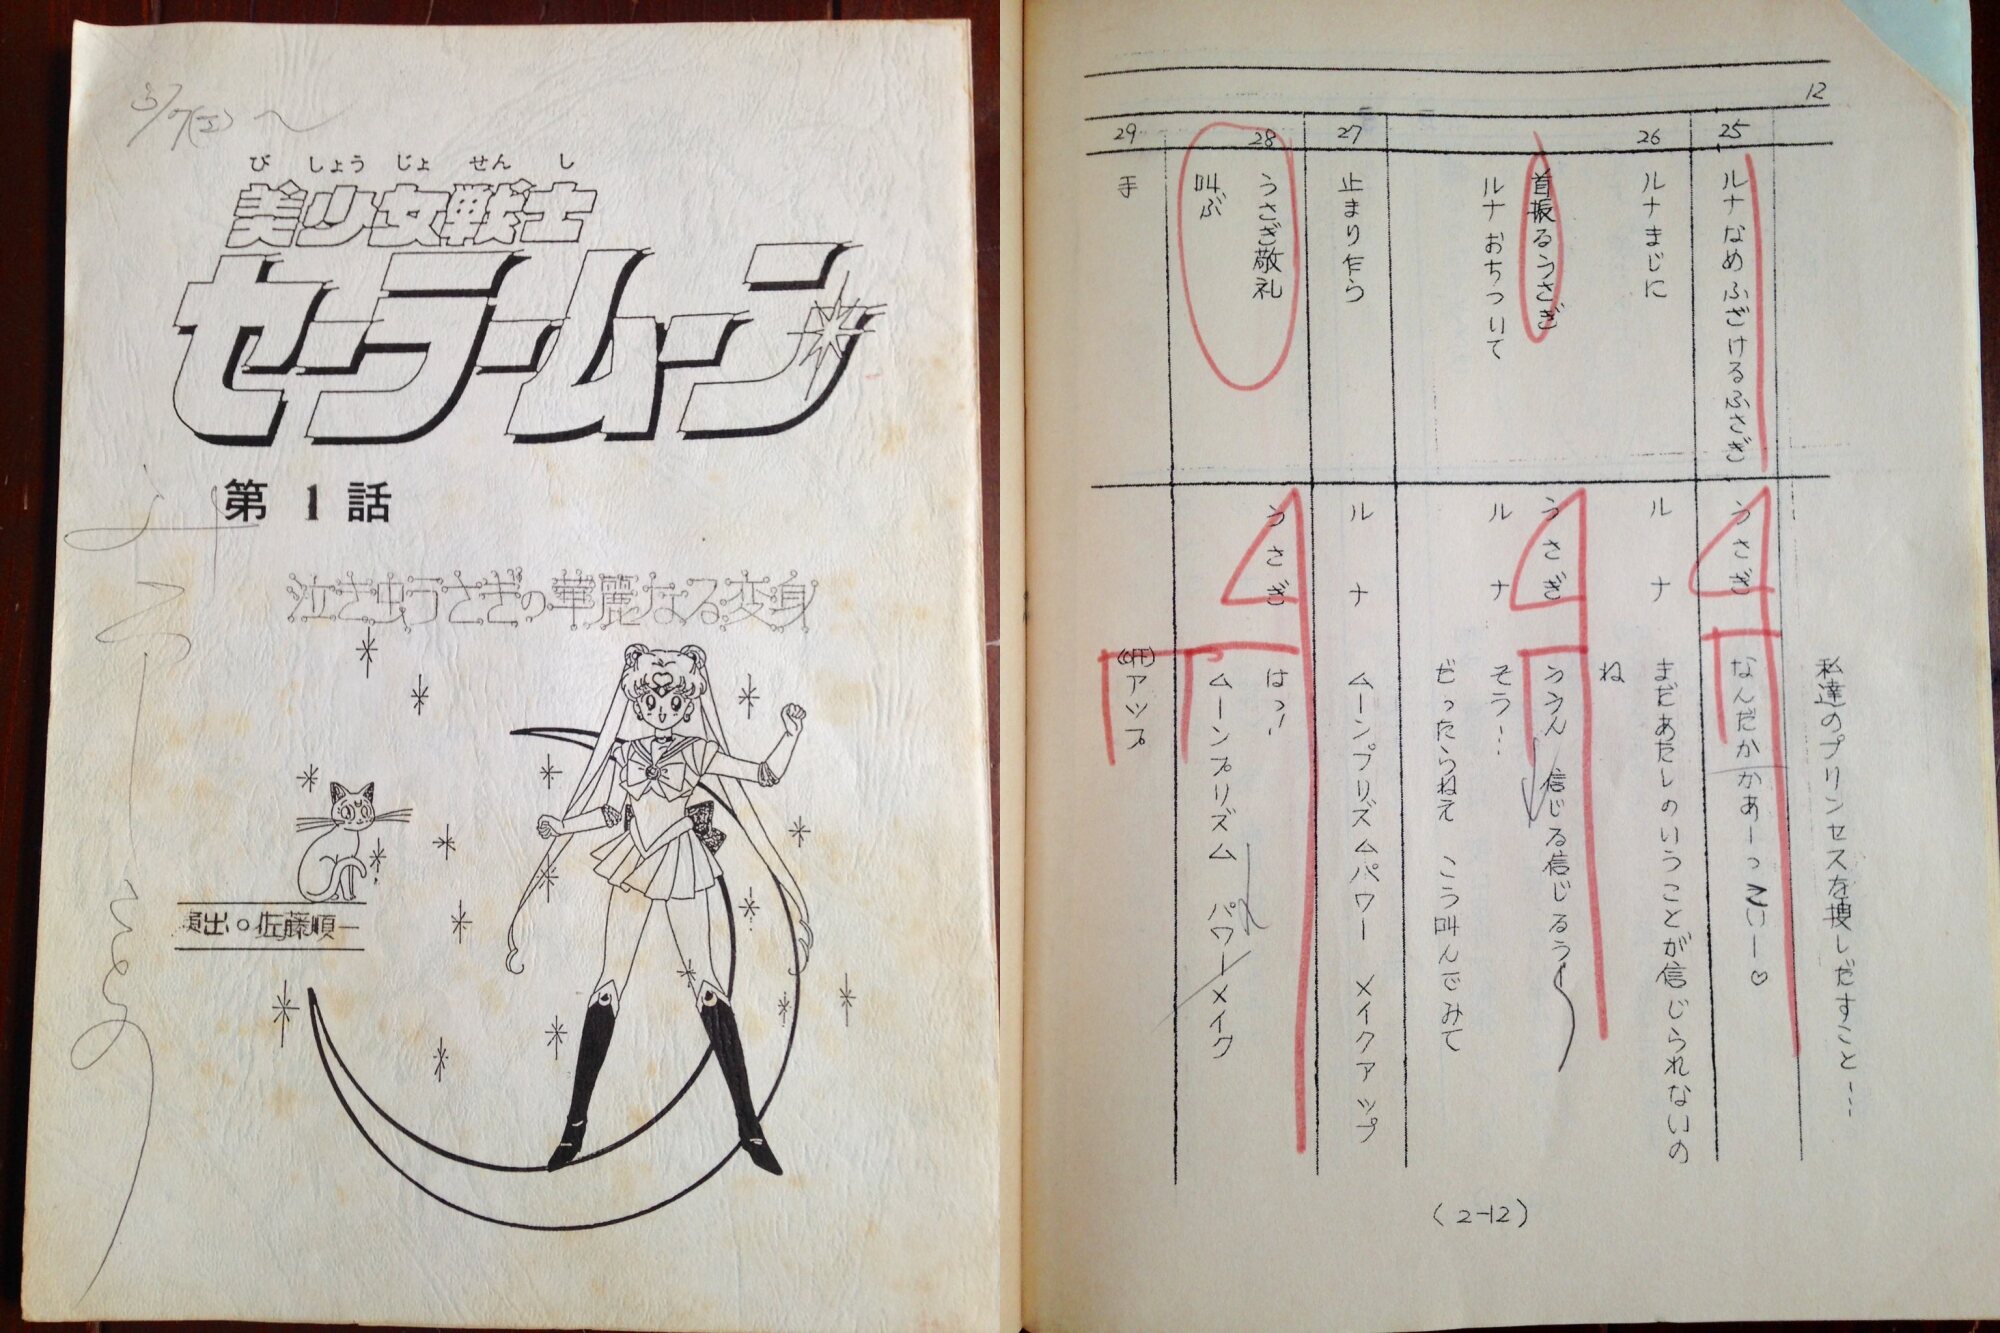 びしょうじょせんし
美少女戦士
セーラームーン
第1話
泣き虫うさぎの華麗なる変身
演出。佐藤順一
12
私達のプリンセスを捜しだすこと…
25
ルナなめふざけるふさぎ
うさぎ
なんだかかあーっこいー♡
26
ルナまじに
ルナ
まだあたしのいうことが信じられないの
ね
首振るうさぎ
うさぎ
ううん 信じる信じるぅ
ルナおちついて
ルナ
そう…
だったらねえ こう叫んでみて
27
止まり乍ら
ルナ
ムーンプリズムパワー メイクアップ
28
うさぎ敬礼
うさぎ
はっ!
叫ぶ
ムーンプリズム パワーメイク
29
手
(OFF)
アップ
(2-12)